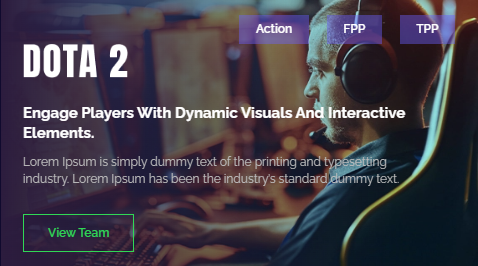 Action FPP TPP
DOTA 2
Engage Players With Dynamic Visuals And Interactive
Elements.
Lorem Ipsum is simply dummy text of the printing and typesetting
industry. Lorem Ipsum has been the industry's standard dummy text.
View Team